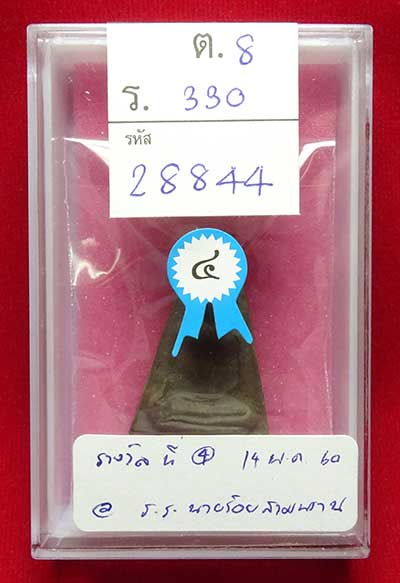 ต. 8
ร. 330
รหัส
28844
๔
รางวัล ที่ ④ 14 พ.ค. 60
@ ร.ร. นายร้อยสามพราน